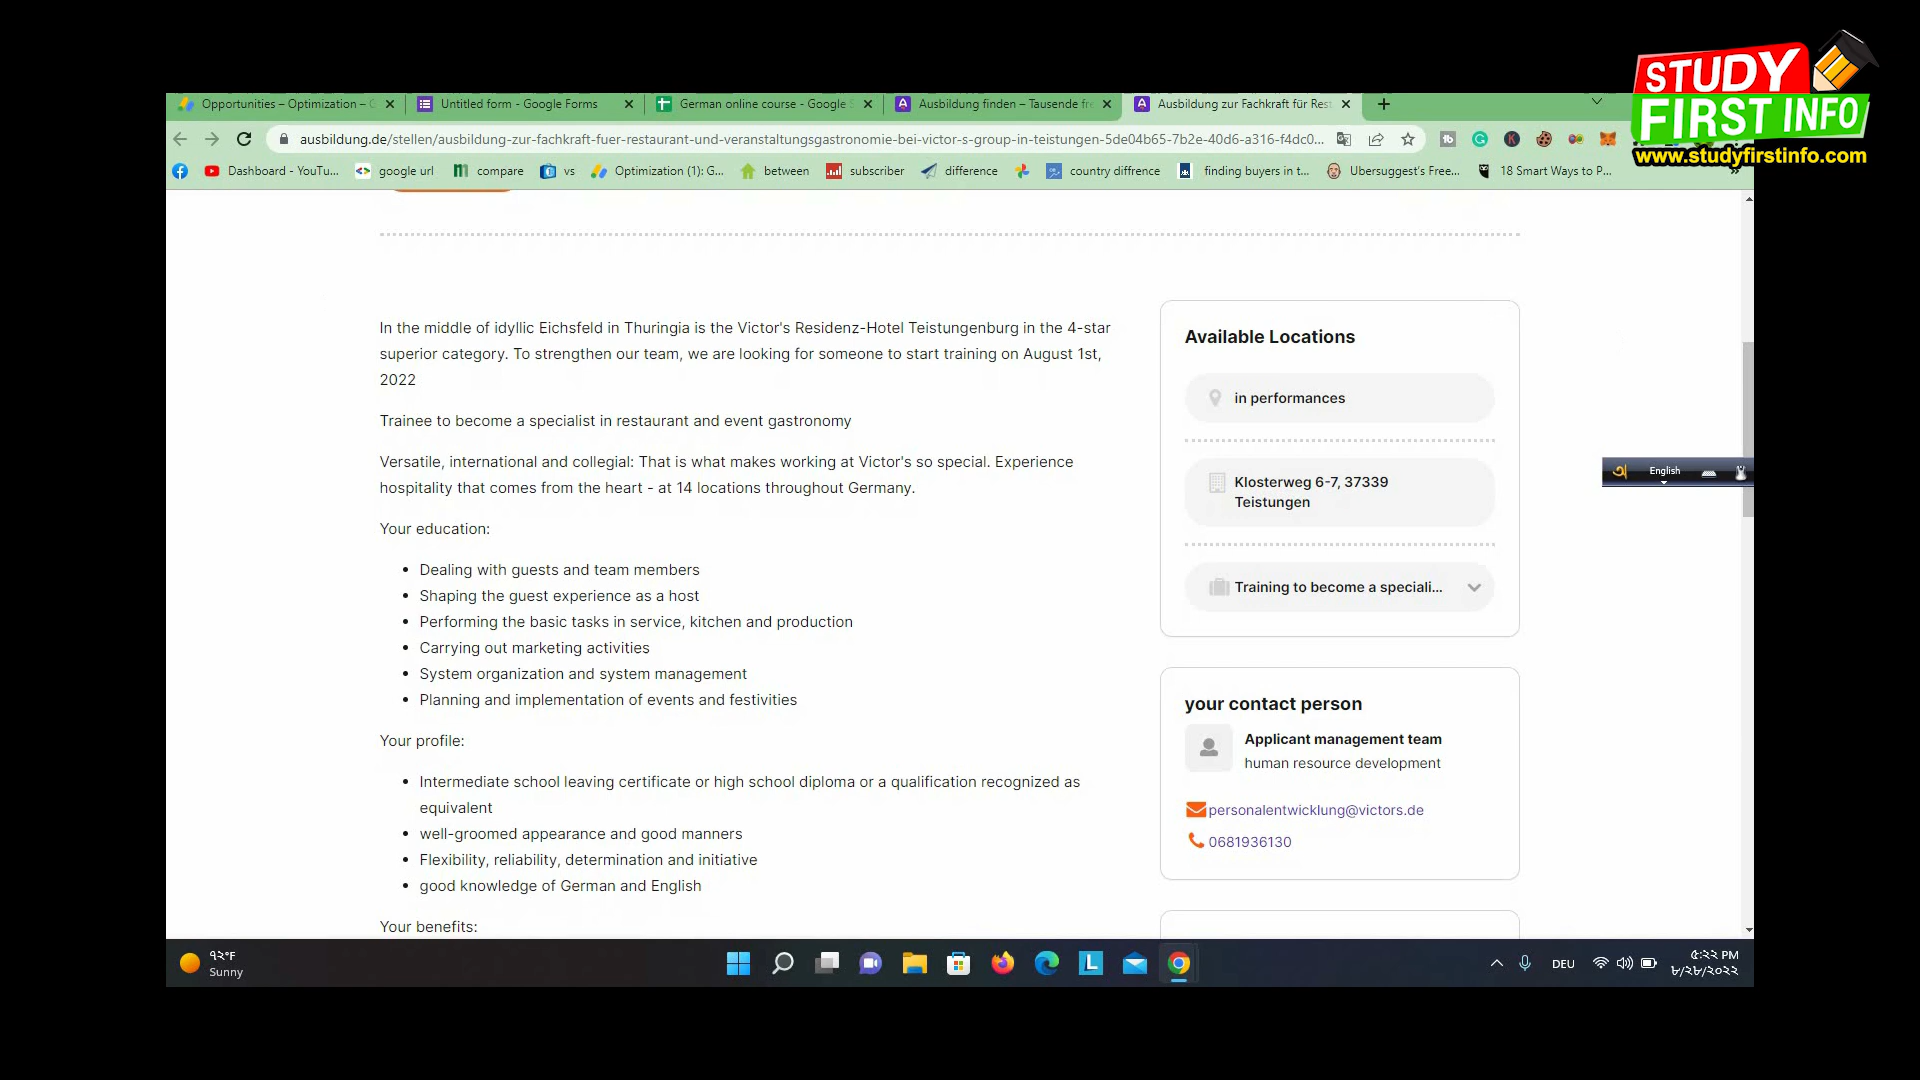 STUDY
FIRST INFO
www.studyfirstinfo.com
Opportunities – Optimization –
Untitled form - Google Forms
German online course - Google
Ausbildung finden – Tausende fr
Ausbildung zur Fachkraft für Rest
ausbildung.de/stellen/ausbildung-zur-fachkraft-fuer-restaurant-und-veranstaltungsgastronomie-bei-victor-s-group-in-teistungen-5de04b65-7b2e-40d6-a316-f4dc0...
Dashboard - YouTu... google url compare vs Optimization (1): G... between subscriber difference country diffrence finding buyers in t... Ubersuggest's Free... 18 Smart Ways to P...
In the middle of idyllic Eichsfeld in Thuringia is the Victor's Residenz-Hotel Teistungenburg in the 4-star
superior category. To strengthen our team, we are looking for someone to start training on August 1st,
2022
Trainee to become a specialist in restaurant and event gastronomy
Versatile, international and collegial: That is what makes working at Victor's so special. Experience
hospitality that comes from the heart - at 14 locations throughout Germany.
Your education:
Dealing with guests and team members
Shaping the guest experience as a host
Performing the basic tasks in service, kitchen and production
Carrying out marketing activities
System organization and system management
Planning and implementation of events and festivities
Your profile:
Intermediate school leaving certificate or high school diploma or a qualification recognized as
equivalent
well-groomed appearance and good manners
Flexibility, reliability, determination and initiative
good knowledge of German and English
Your benefits:
Available Locations
in performances
Klosterweg 6-7, 37339
Teistungen
Training to become a speciali...
your contact person
Applicant management team
human resource development
personalentwicklung@victors.de
0681936130
English
৭২°F
Sunny
DEU
৫:২২ PM
৮/২৮/২০২২